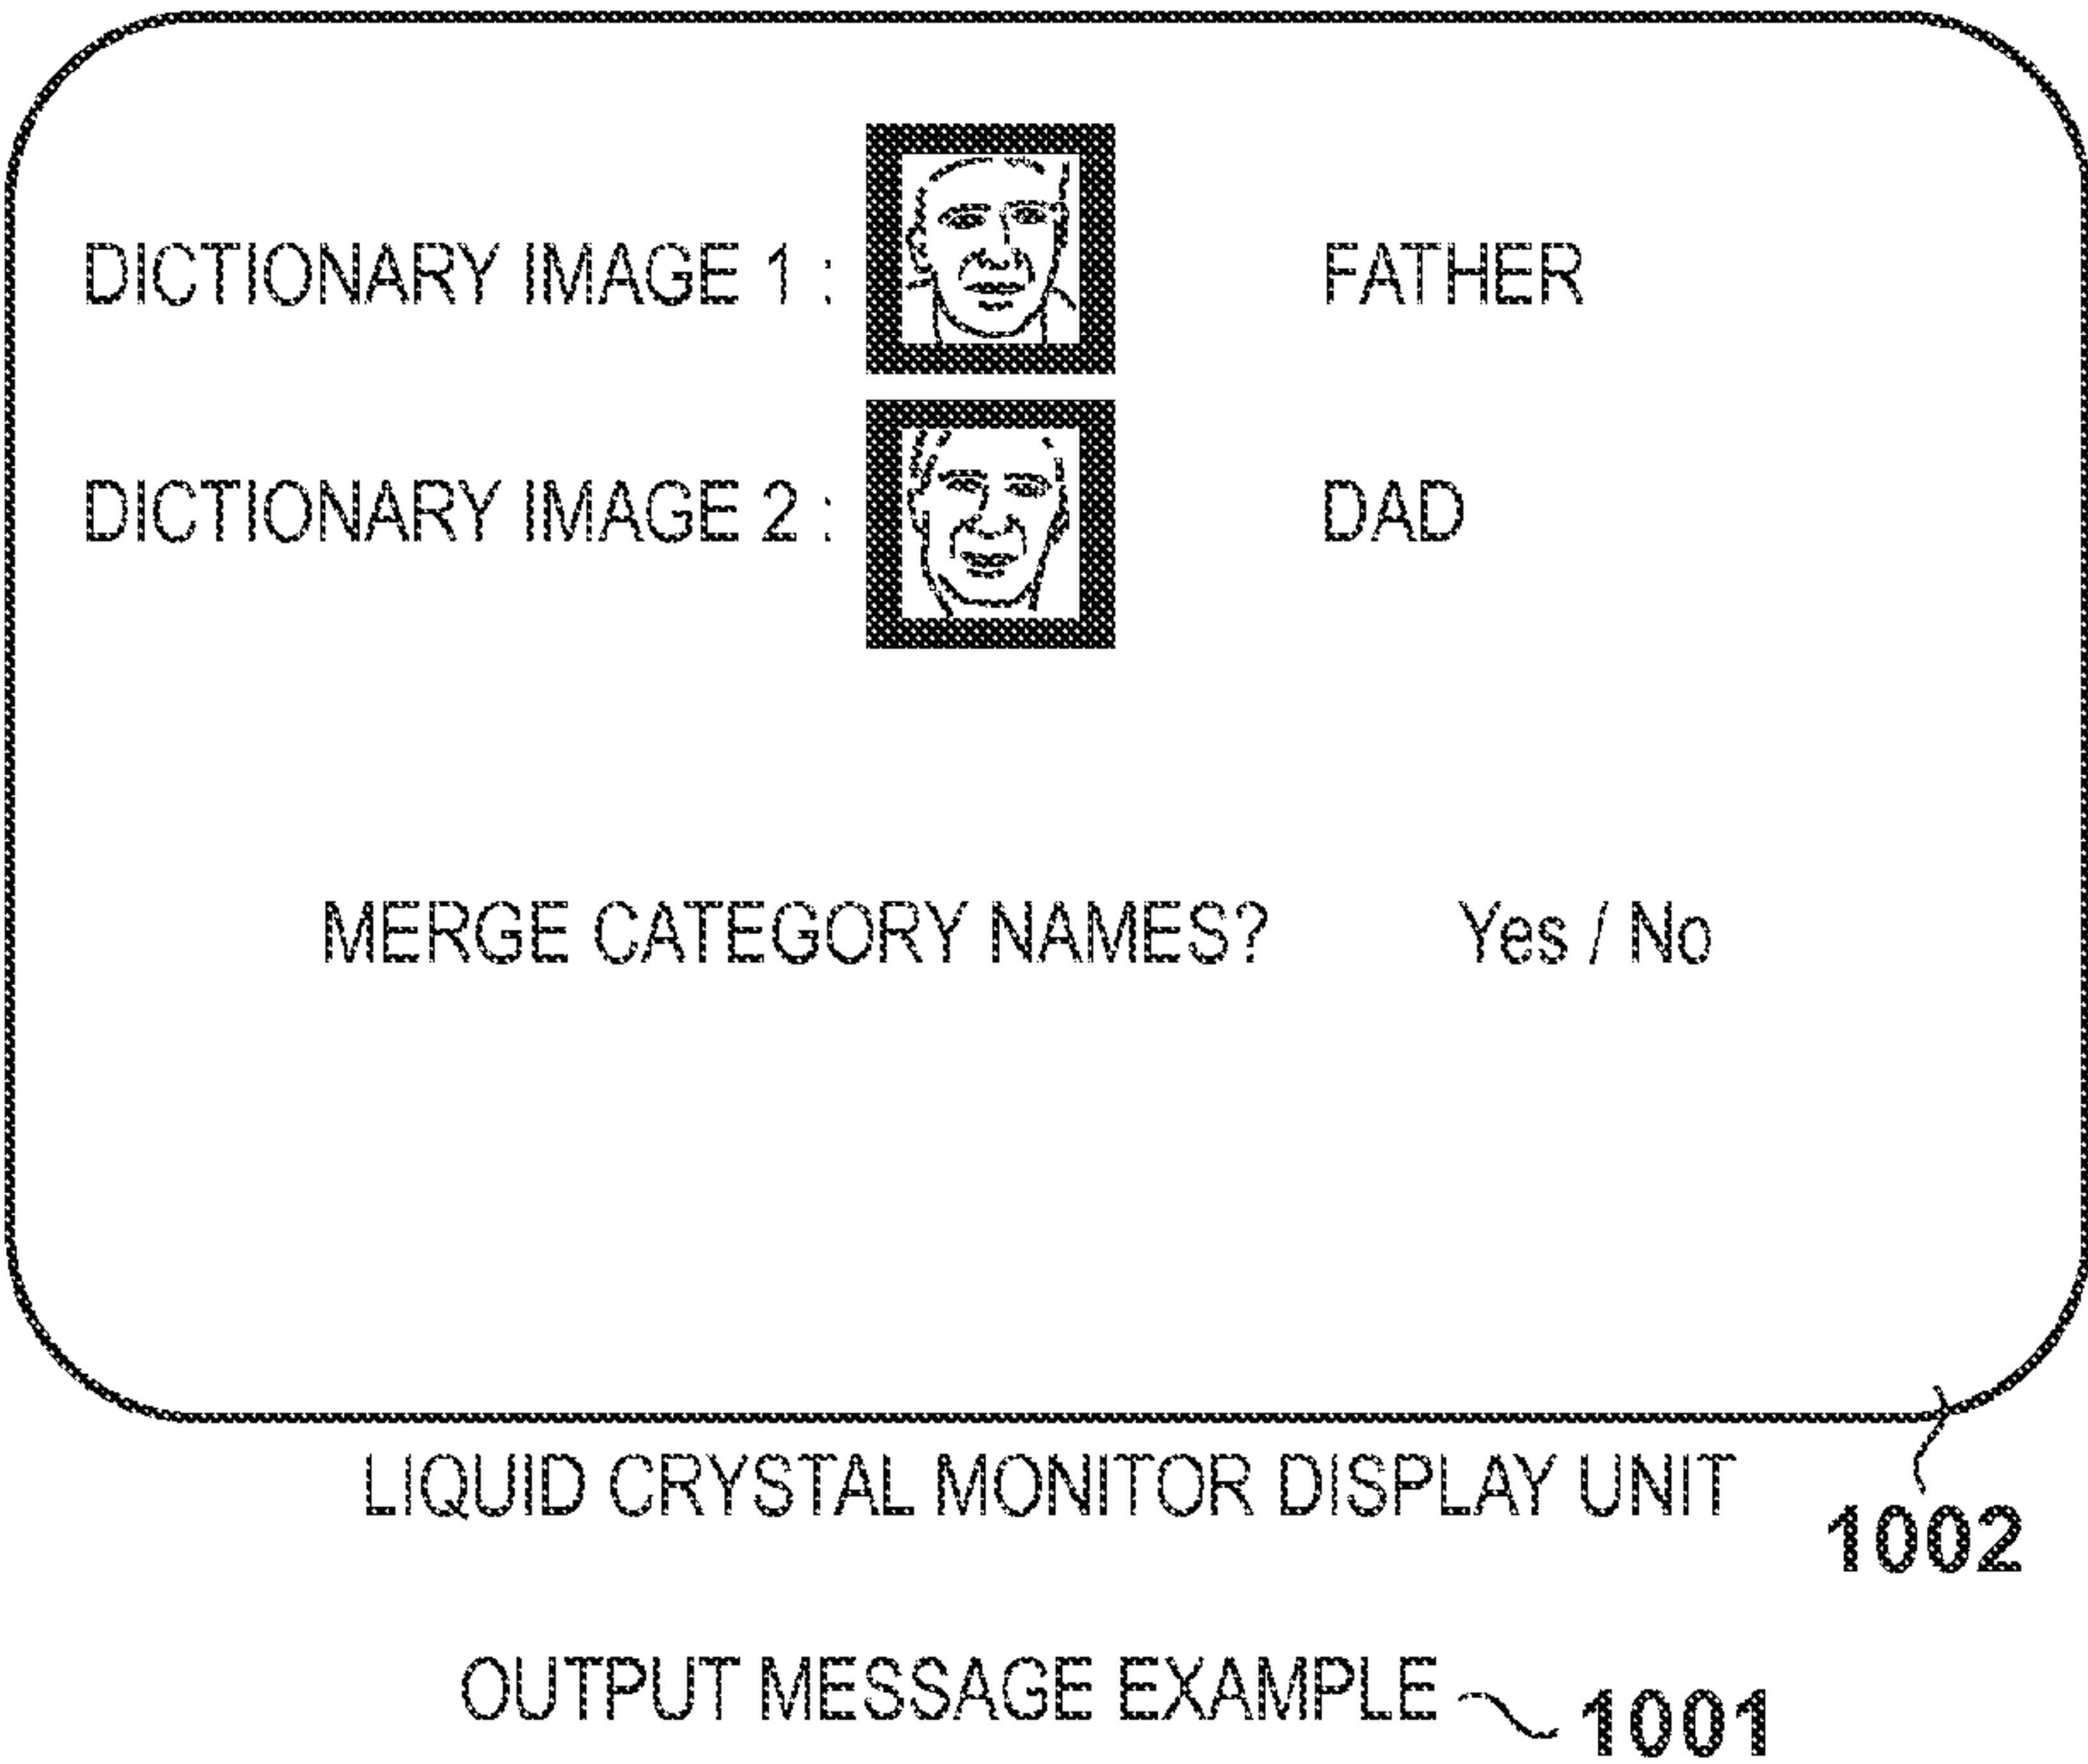 DICTIONARY IMAGE 1 : FATHER
DICTIONARY IMAGE 2 : DAD
MERGE CATEGORY NAMES? Yes / No
LIQUID CRYSTAL MONITOR DISPLAY UNIT
1002
OUTPUT MESSAGE EXAMPLE 1001